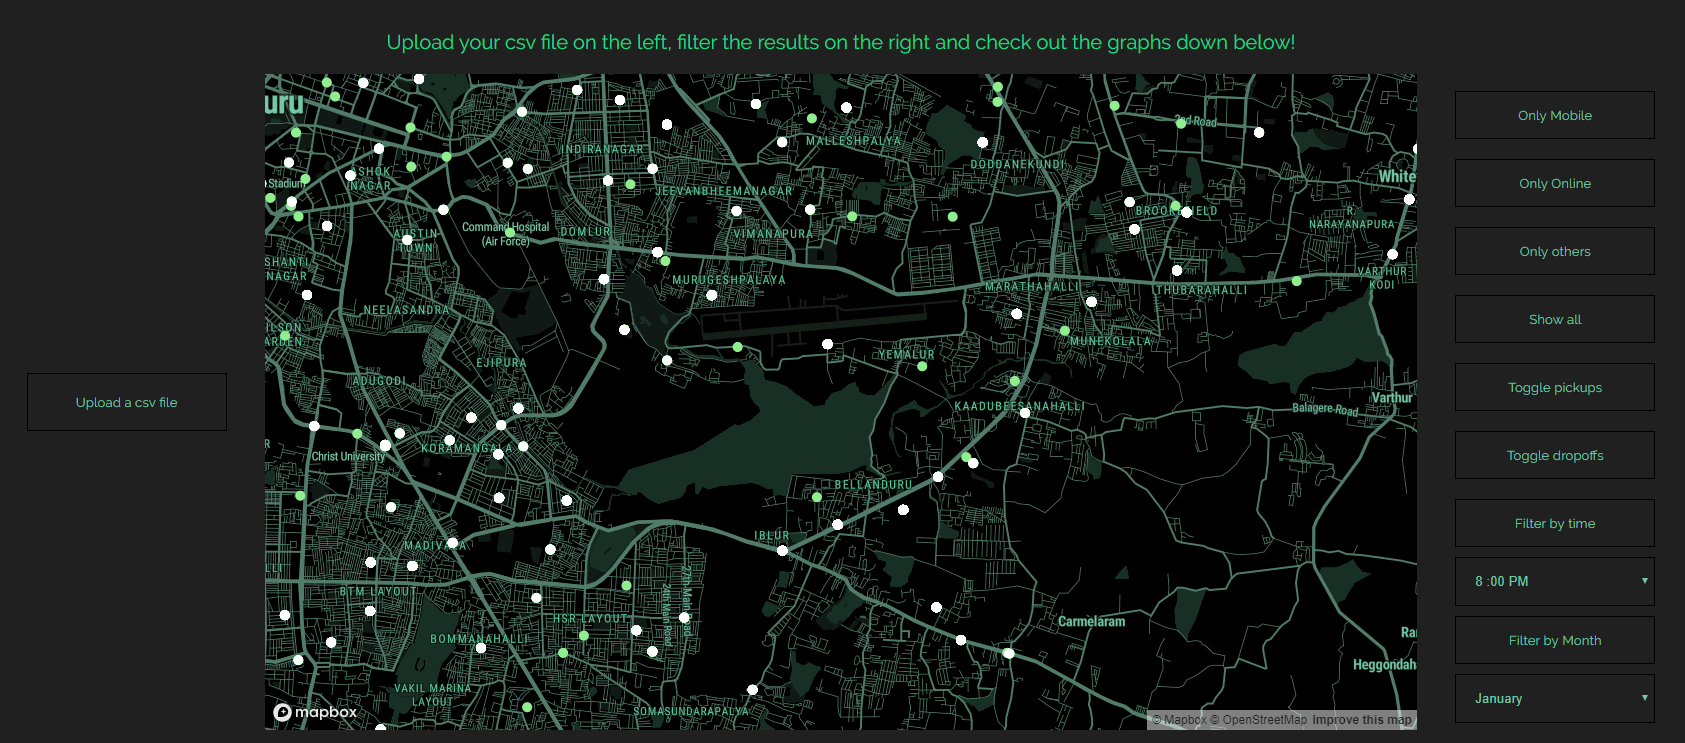 Upload your csv file on the left, filter the results on the right and check out the graphs down below!
Upload a csv file
uru
INDIRANAGAR
MALLESHPALYA
2nd Road
DODDANEKUNDI
ASHOK
NAGAR
Stadium
JEEVANBHEEMANAGAR
White
BROOKEFIELD
R.
NARAYANAPURA
Command Hospital
(Air Force)
DOMLUR
VIMANAPURA
AUSTIN
TOWN
SHANTI
NAGAR
MURUGESHPALAYA
MARATHAHALLI
THUBARAHALLI
VARTHUR
KODI
NEELASANDRA
ILSON
ARDEN
EJIPURA
YEMALUR
MUNEKOLALA
ADUGODI
KAADUBEESANAHALLI
Balagere-Road
Varthur
R
KORAMANGALA
Christ University
BELLANDURU
IBLUR
MADIVALA
LLI
BTM LAYOUT
24th Main Road
27th-Main-Road
HSR LAYOUT
BOMMANAHALLI
Carmelaram
Ra
Heggondah
VAKIL MARINA
LAYOUT
SOMASUNDARAPALYA
mapbox
© Mapbox © OpenStreetMap Improve this map
Only Mobile
Only Online
Only others
Show all
Toggle pickups
Toggle dropoffs
Filter by time
8 :00 PM
Filter by Month
January